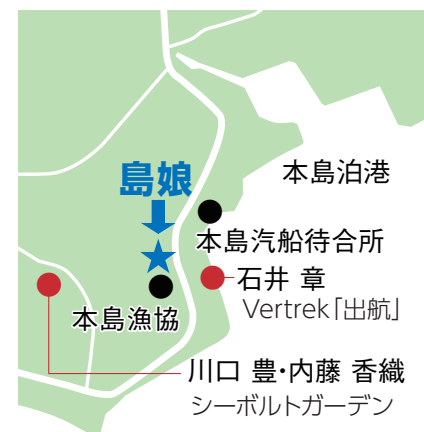 島娘
本島泊港
本島汽船待合所
石井 章
Vertrek「出航」
本島漁協
川口 豊・内藤 香織
シーボルトガーデン